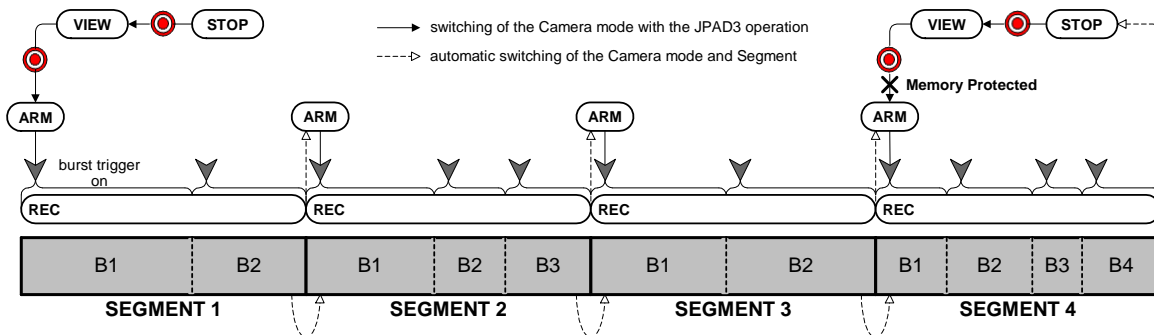 VIEW STOP switching of the Camera mode with the JPAD3 operation VIEW STOP
automatic switching of the Camera mode and Segment
Memory Protected
ARM ARM ARM ARM
burst trigger
on
REC REC REC REC
B1 B2 B1 B2 B3 B1 B2 B1 B2 B3 B4
SEGMENT 1 SEGMENT 2 SEGMENT 3 SEGMENT 4